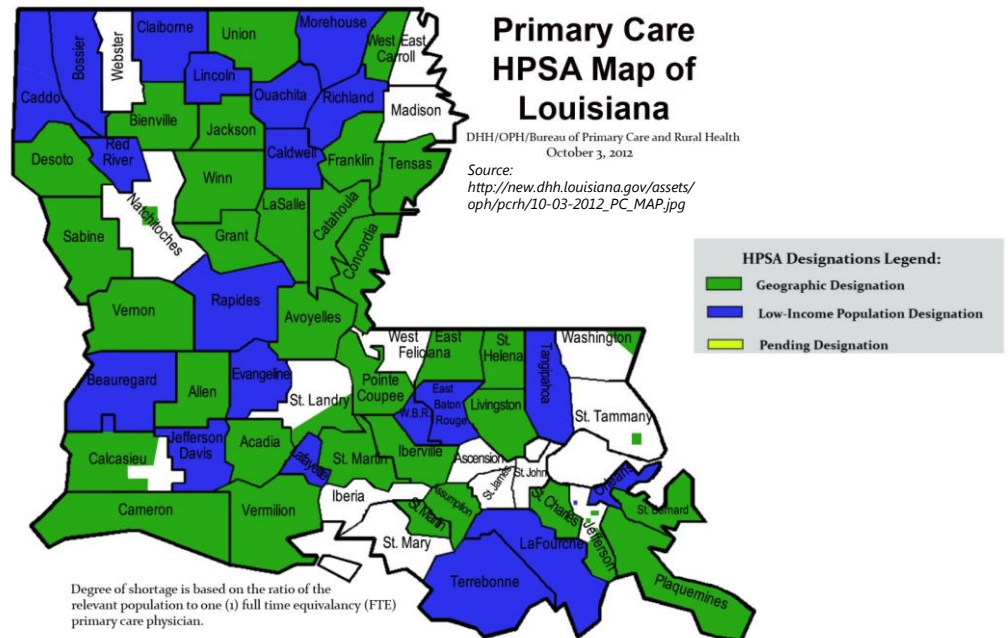 Primary Care
HPSA Map of
Louisiana
DHH/OPH/Bureau of Primary Care and Rural Health
October 3, 2012
Source:
http://new.dhh.louisiana.gov/assets/
oph/pcrh/10-03-2012_PC_MAP.jpg
HPSA Designations Legend:
Geographic Designation
Low-Income Population Designation
Pending Designation
Caddo
Bossier
Webster
Claiborne
Union
Morehouse
West
Carroll
East
Lincoln
Ouachita
Richland
Madison
Bienville
Jackson
Desoto
Red
River
Caldwell
Franklin
Tensas
Winn
Natchitoches
LaSalle
Catahoula
Concordia
Sabine
Grant
Vernon
Rapides
Avoyelles
West
Feliciana
East
St.
Helena
Tangipahoa
Washington
Beauregard
Allen
Evangeline
St. Landry
Pointe
Coupee
W.B.R.
East
Baton
Rouge
Livingston
St. Tammany
Calcasieu
Jefferson
Davis
Acadia
Lafayette
St. Martin
Iberville
Ascension
St. James
St. John
Orleans
Cameron
Vermilion
Iberia
St. Martin
Assumption
St. Charles
Jefferson
St. Bernard
St. Mary
LaFourche
Terrebonne
Plaquemines
Degree of shortage is based on the ratio of the
relevant population to one (1) full time equivalancy (FTE)
primary care physician.